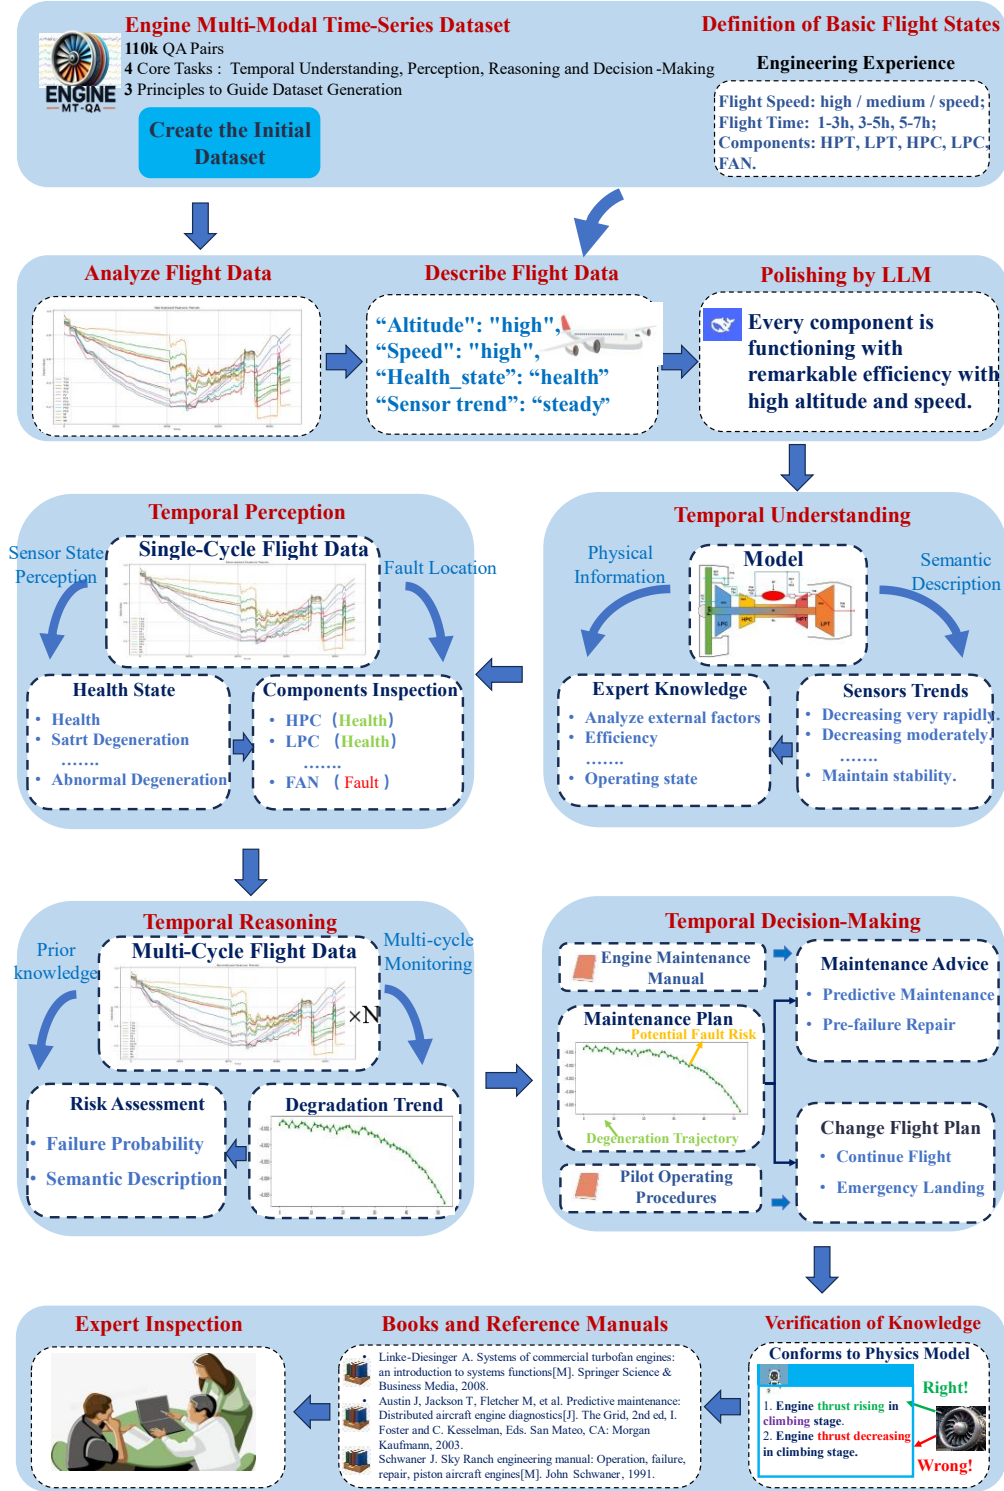 Engine Multi-Modal Time-Series Dataset
110k QA Pairs
4 Core Tasks : Temporal Understanding, Perception, Reasoning and Decision-Making
3 Principles to Guide Dataset Generation
ENGINE
MT-QA
Create the Initial
Dataset
Definition of Basic Flight States
Engineering Experience
Flight Speed: high / medium / speed;
Flight Time: 1-3h, 3-5h, 5-7h;
Components: HPT, LPT, HPC, LPC,
FAN.
Analyze Flight Data
Describe Flight Data
“Altitude": "high",
“Speed": "high",
“Health_state”: “health”
“Sensor trend”: “steady”
Polishing by LLM
Every component is
functioning with
remarkable efficiency with
high altitude and speed.
Temporal Perception
Single-Cycle Flight Data
Sensor State
Perception
Fault Location
Health State
• Health
• Satrt Degeneration
.......
• Abnormal Degeneration
Components Inspection
• HPC (Health)
• LPC (Health)
.......
• FAN (Fault)
Temporal Understanding
Physical
Information
Model
LPC
HPC
HPT
LPT
Semantic
Description
Expert Knowledge
• Analyze external factors
• Efficiency
.......
• Operating state
Sensors Trends
• Decreasing very rapidly.
• Decreasing moderately.
.......
• Maintain stability.
Temporal Reasoning
Multi-Cycle Flight Data
Prior
knowledge
Multi-cycle
Monitoring
×N
Risk Assessment
• Failure Probability
• Semantic Description
Degradation Trend
Temporal Decision-Making
Engine Maintenance
Manual
Maintenance Plan
Potential Fault Risk
Degeneration Trajectory
Pilot Operating
Procedures
Maintenance Advice
• Predictive Maintenance
• Pre-failure Repair
Change Flight Plan
• Continue Flight
• Emergency Landing
Expert Inspection
Books and Reference Manuals
Linke-Diesinger A. Systems of commercial turbofan engines:
an introduction to systems functions[M]. Springer Science &
Business Media, 2008.
Austin J, Jackson T, Fletcher M, et al. Predictive maintenance:
Distributed aircraft engine diagnostics[J]. The Grid, 2nd ed, I.
Foster and C. Kesselman, Eds. San Mateo, CA: Morgan
Kaufmann, 2003.
Schwaner J. Sky Ranch engineering manual: Operation, failure,
repair, piston aircraft engines[M]. John Schwaner, 1991.
Verification of Knowledge
Conforms to Physics Model
1. Engine thrust rising in
climbing stage.
2. Engine thrust decreasing
in climbing stage.
Right!
Wrong!